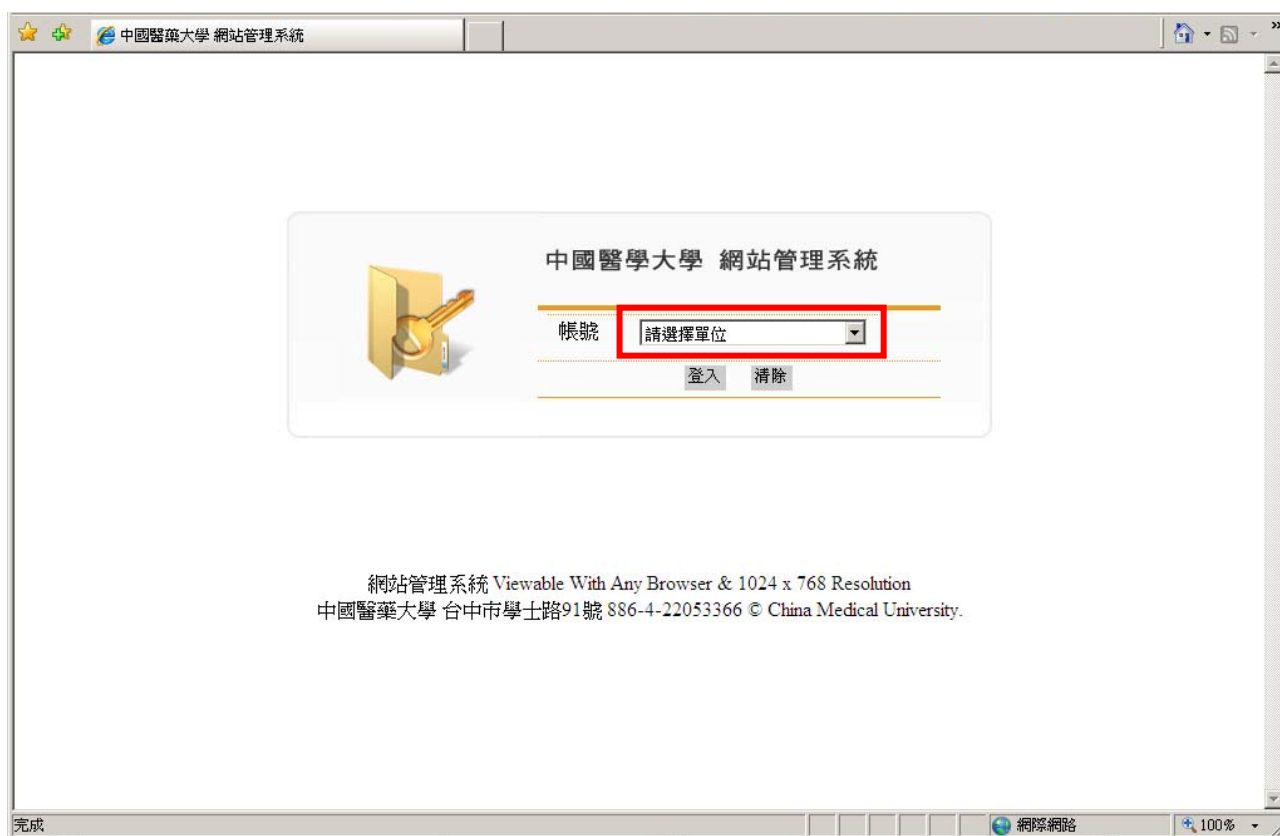 中國醫藥大學 網站管理系統
中國醫學大學 網站管理系統
帳號 請選擇單位
登入 清除
網站管理系統 Viewable With Any Browser & 1024 x 768 Resolution
中國醫藥大學 台中市學士路91號 886-4-22053366 © China Medical University.
完成 網際網路 100%